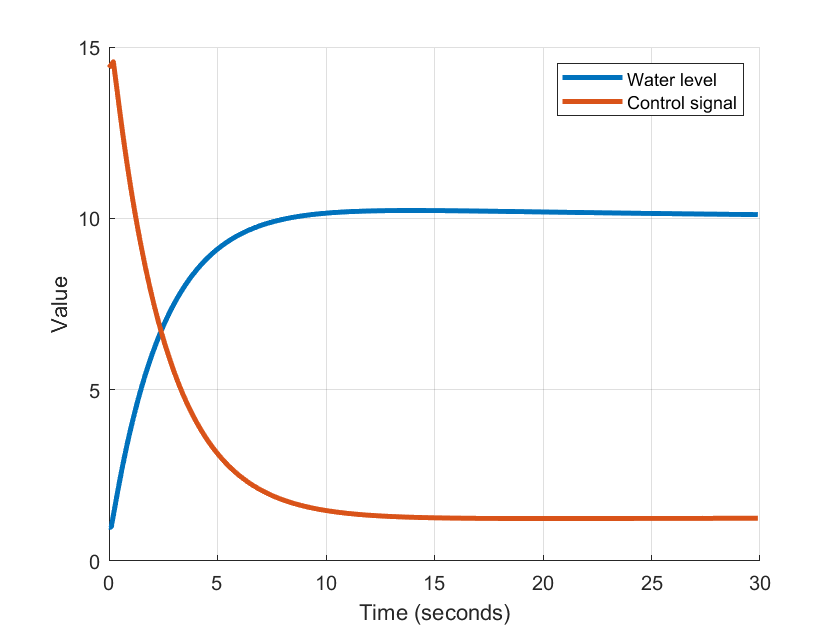 15
10
5
0
Value
Water level
Control signal
0 5 10 15 20 25 30
Time (seconds)